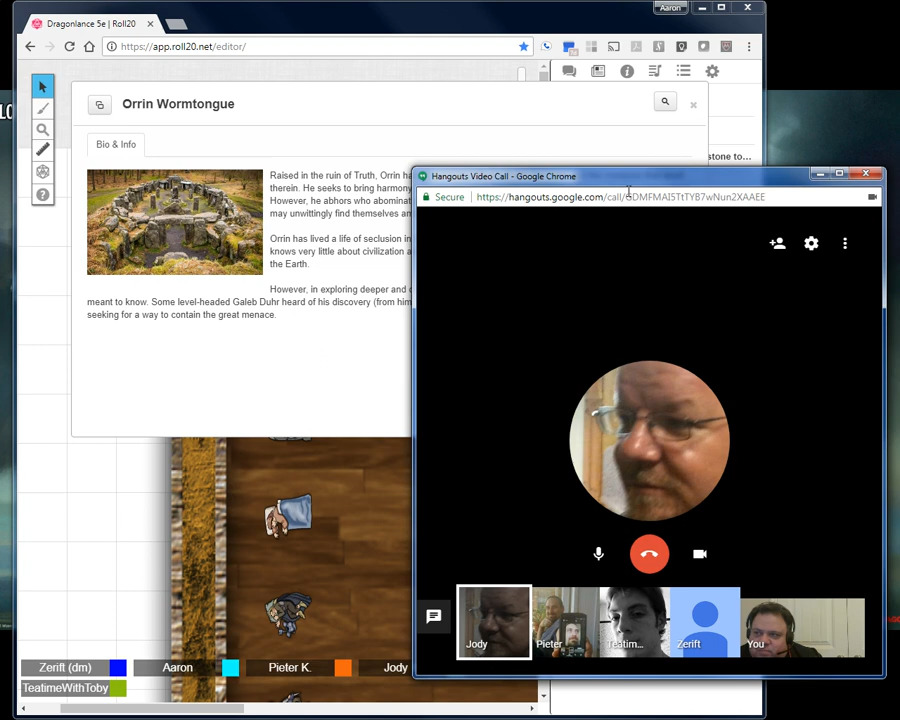 Aaron
Dragonlance 5e | Roll20
https://app.roll20.net/editor/
Orrin Wormtongue
Bio & Info
stone to...
Raised in the ruin of Truth, Orrin ha
therein. He seeks to bring harmony
However, he abhors who abominat
may unwittingly find themselves an
Orrin has lived a life of seclusion in
knows very little about civilization a
the Earth.
However, in exploring deeper and d
meant to know. Some level-headed Galeb Duhr heard of his discovery (from him
seeking for a way to contain the great menace.
Hangouts Video Call - Google Chrome
Secure
https://hangouts.google.com/call/
DMFMAI5TtTYB7wNun2XAAEE
Jody
Pieter
Teatim...
Zerift
You
Zerift (dm)
Aaron
Pieter K.
Jody
TeatimeWithToby